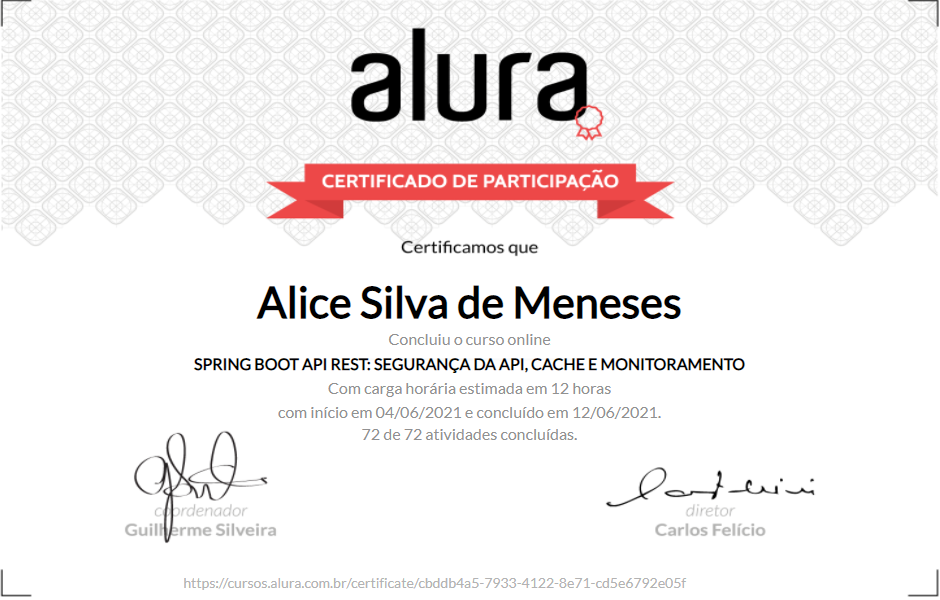 alura
CERTIFICADO DE PARTICIPAÇÃO
Certificamos que
Alice Silva de Meneses
Concluiu o curso online
SPRING BOOT API REST: SEGURANÇA DA API, CACHE E MONITORAMENTO
Com carga horária estimada em 12 horas
com início em 04/06/2021 e concluído em 12/06/2021.
72 de 72 atividades concluídas.
coordenador
Guilherme Silveira
diretor
Carlos Felício
https://cursos.alura.com.br/certificate/cbddb4a5-7933-4122-8e71-cd5e6792e05f